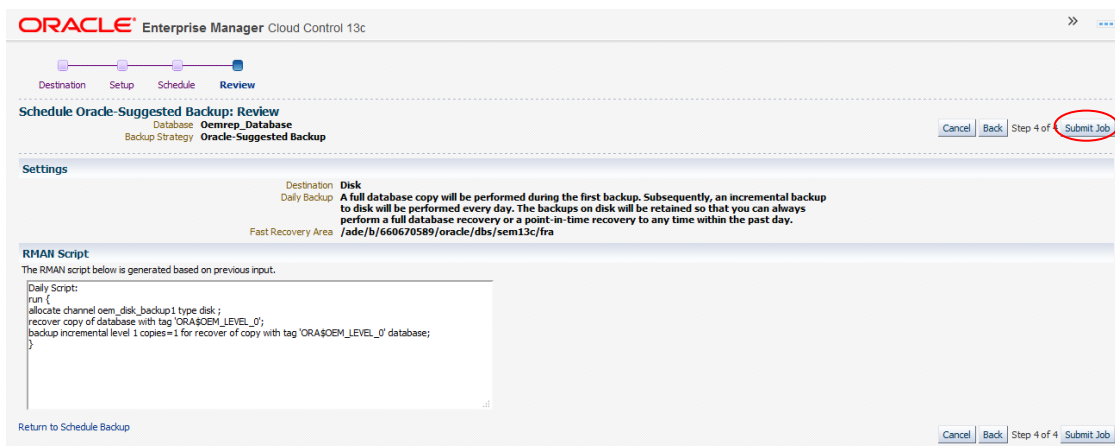 ORACLE Enterprise Manager Cloud Control 13c
Destination Setup Schedule Review
Schedule Oracle-Suggested Backup: Review
Database Oemrep_Database
Backup Strategy Oracle-Suggested Backup
Cancel Back Step 4 of 4 Submit Job
Settings
Destination Disk
Daily Backup A full database copy will be performed during the first backup. Subsequently, an incremental backup
to disk will be performed every day. The backups on disk will be retained so that you can always
perform a full database recovery or a point-in-time recovery to any time within the past day.
Fast Recovery Area /ade/b/660670589/oracle/dbs/sem13c/fra
RMAN Script
The RMAN script below is generated based on previous input.
Daily Script:
run {
allocate channel oem_disk_backup1 type disk ;
recover copy of database with tag 'ORA$OEM_LEVEL_0';
backup incremental level 1 copies=1 for recover of copy with tag 'ORA$OEM_LEVEL_0' database;
}
Return to Schedule Backup
Cancel Back Step 4 of 4 Submit Job